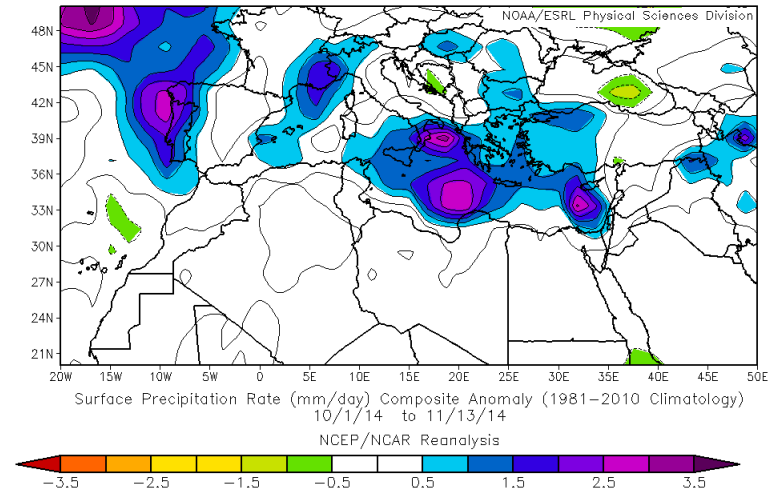 NOAA/ESRL Physical Sciences Division
48N
45N
42N
39N
36N
33N
30N
27N
24N
21N
20W 15W 10W 5W 0 5E 10E 15E 20E 25E 30E 35E 40E 45E 50E
Surface Precipitation Rate (mm/day) Composite Anomaly (1981-2010 Climatology)
10/1/14 to 11/13/14
NCEP/NCAR Reanalysis
-3.5 -2.5 -1.5 -0.5 0.5 1.5 2.5 3.5